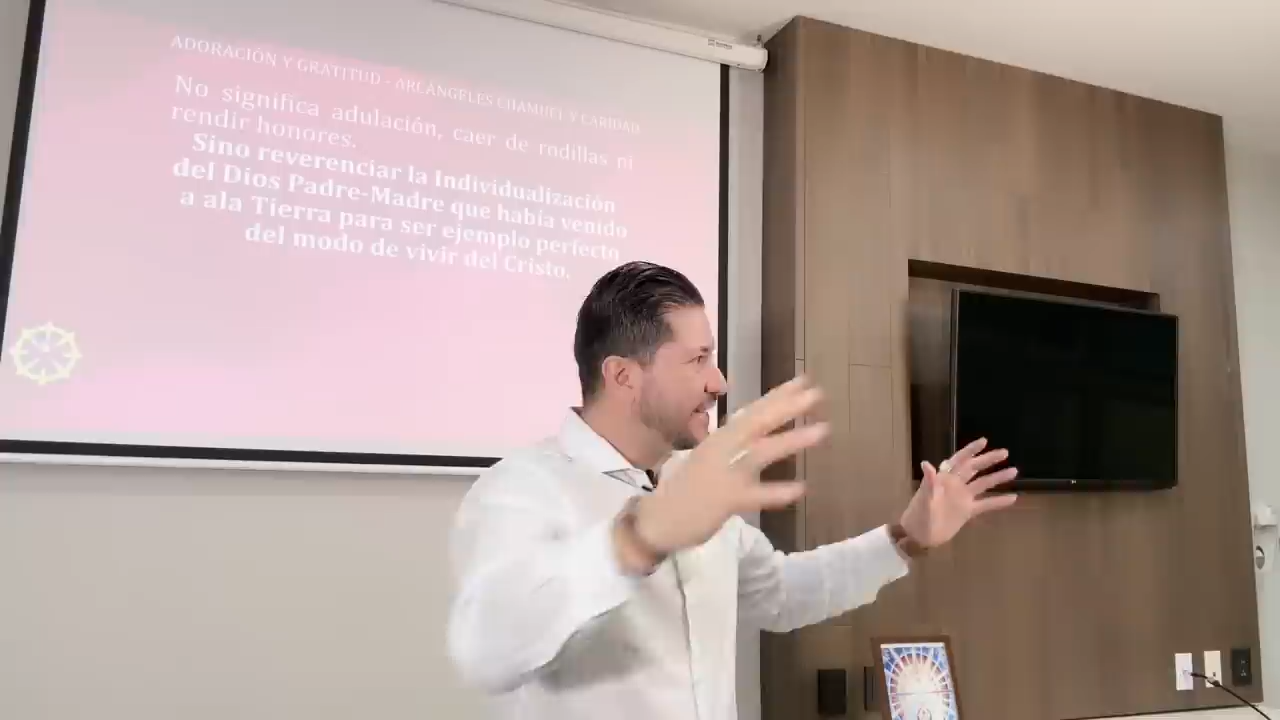 ADORACIÓN Y GRATITUD - ARCANGELES CHAMUEL Y CARIDAD
No significa adulación, caer de rodillas ni
rendir honores.
Sino reverenciar la Individualización
del Dios Padre-Madre que había venido
a ala Tierra para ser ejemplo perfecto
del modo de vivir del Cristo.